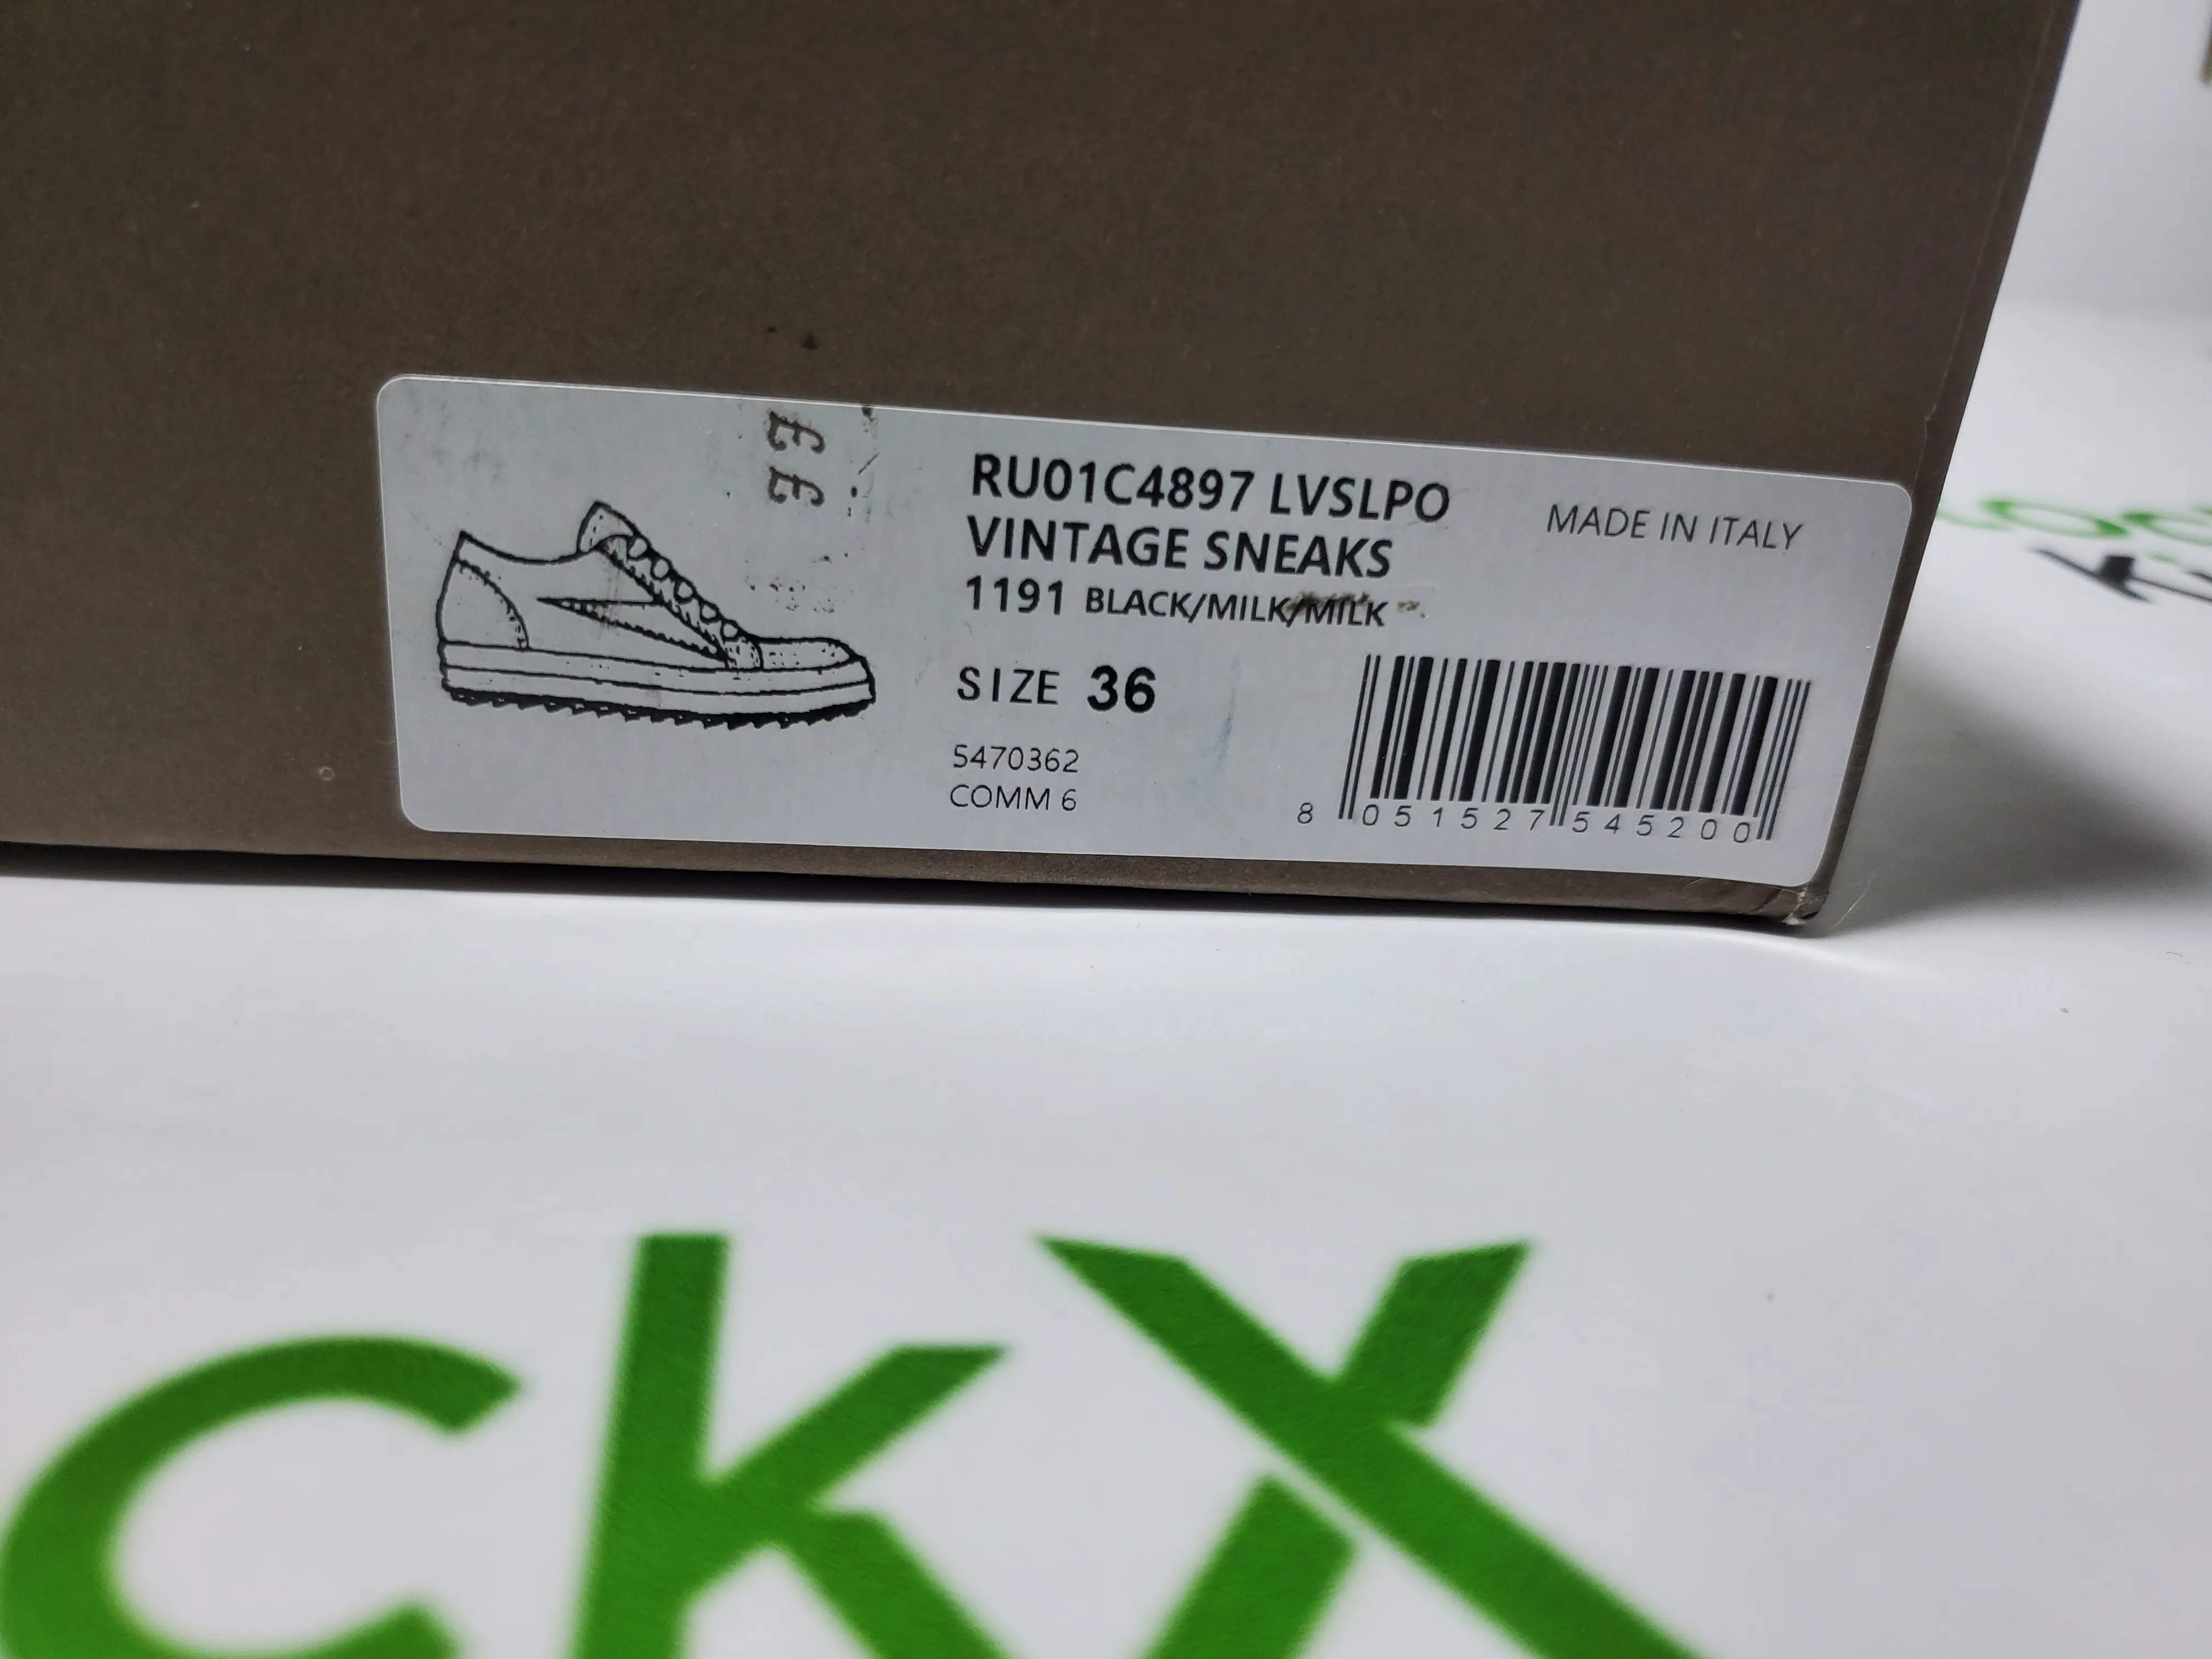 RU01C4897 LVSLPO
VINTAGE SNEAKS
1191 BLACK/MILK/MILK
MADE IN ITALY
SIZE 36
5470362
COMM 6
8 051527 545200
CKX